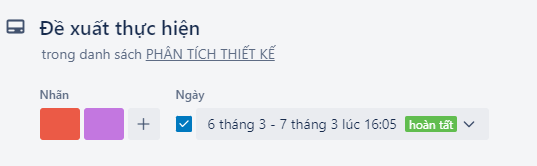 Đề xuất thực hiện
trong danh sách PHÂN TÍCH THIẾT KẾ
Nhãn Ngày
6 tháng 3 - 7 tháng 3 lúc 16:05 hoàn tất